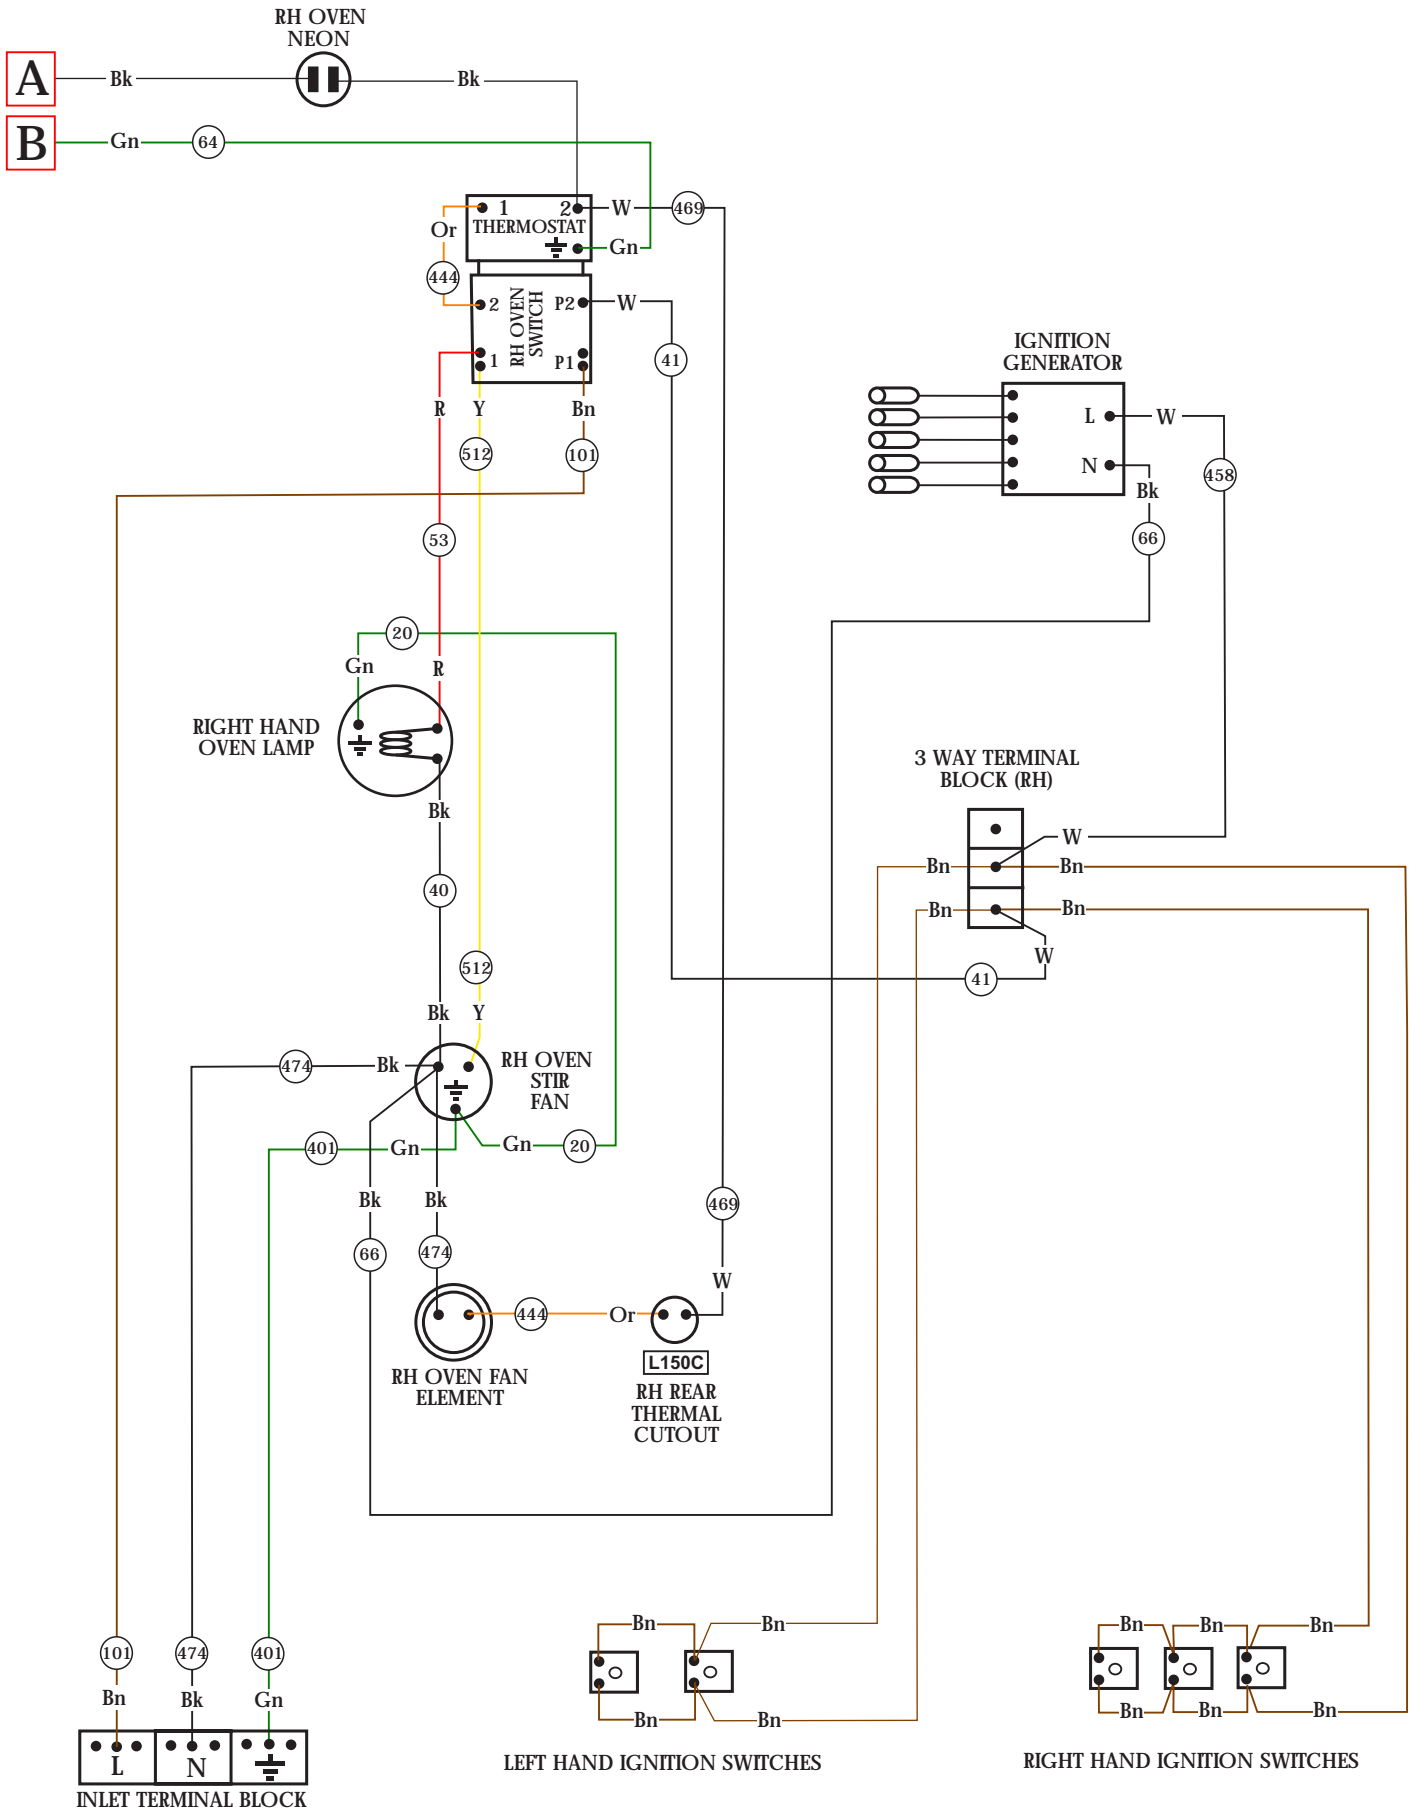 RH OVEN
NEON
A
Bk
Bk
B
Gn
64
1
2
THERMOSTAT
W
469
Or
Gn
444
2
P2
W
RH OVEN
SWITCH
1
P1
41
IGNITION
GENERATOR
L
W
N
Bk
458
66
R
Y
Bn
512
101
53
20
Gn
R
RIGHT HAND
OVEN LAMP
Bk
40
3 WAY TERMINAL
BLOCK (RH)
W
Bn
Bn
Bn
Bn
W
41
512
Bk
Y
474
Bk
RH OVEN
STIR
FAN
401
Gn
Gn
20
Bk
Bk
66
474
469
W
444
Or
L150C
RH OVEN FAN
ELEMENT
RH REAR
THERMAL
CUTOUT
Bn
Bn
Bn
Bn
Bn
Bn
Bn
Bn
Bn
Bn
101
474
401
Bn
Bk
Gn
L
N
INLET TERMINAL BLOCK
LEFT HAND IGNITION SWITCHES
RIGHT HAND IGNITION SWITCHES